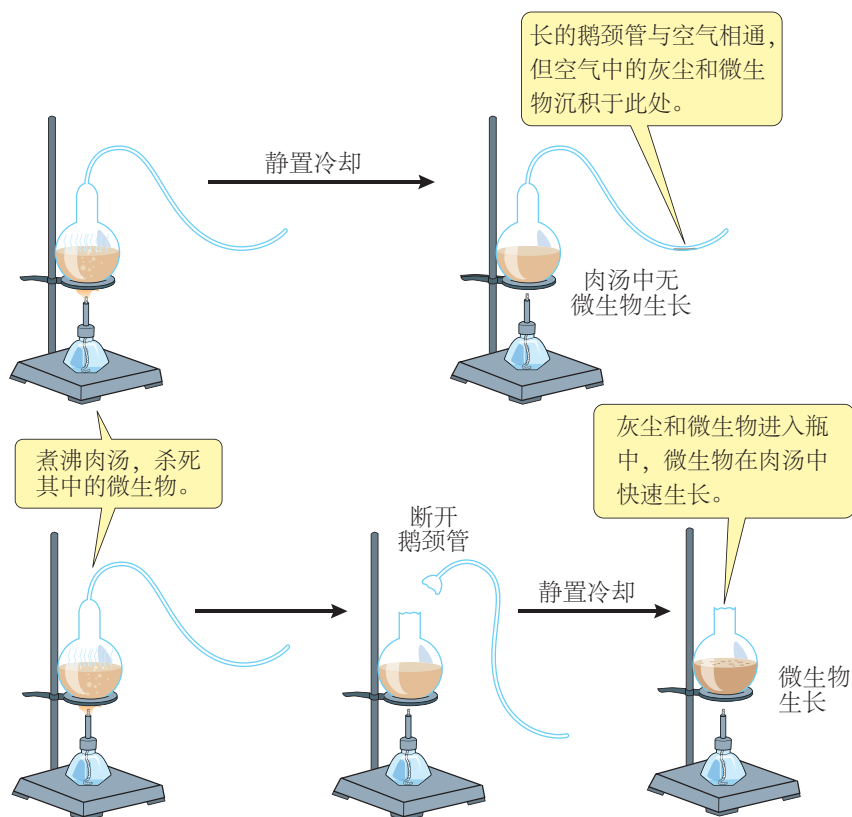 长的鹅颈管与空气相通，
但空气中的灰尘和微生
物沉积于此处。
静置冷却
肉汤中无
微生物生长
煮沸肉汤，杀死
其中的微生物。
灰尘和微生物进入瓶
中，微生物在肉汤中
快速生长。
断开
鹅颈管
静置冷却
微生物
生长